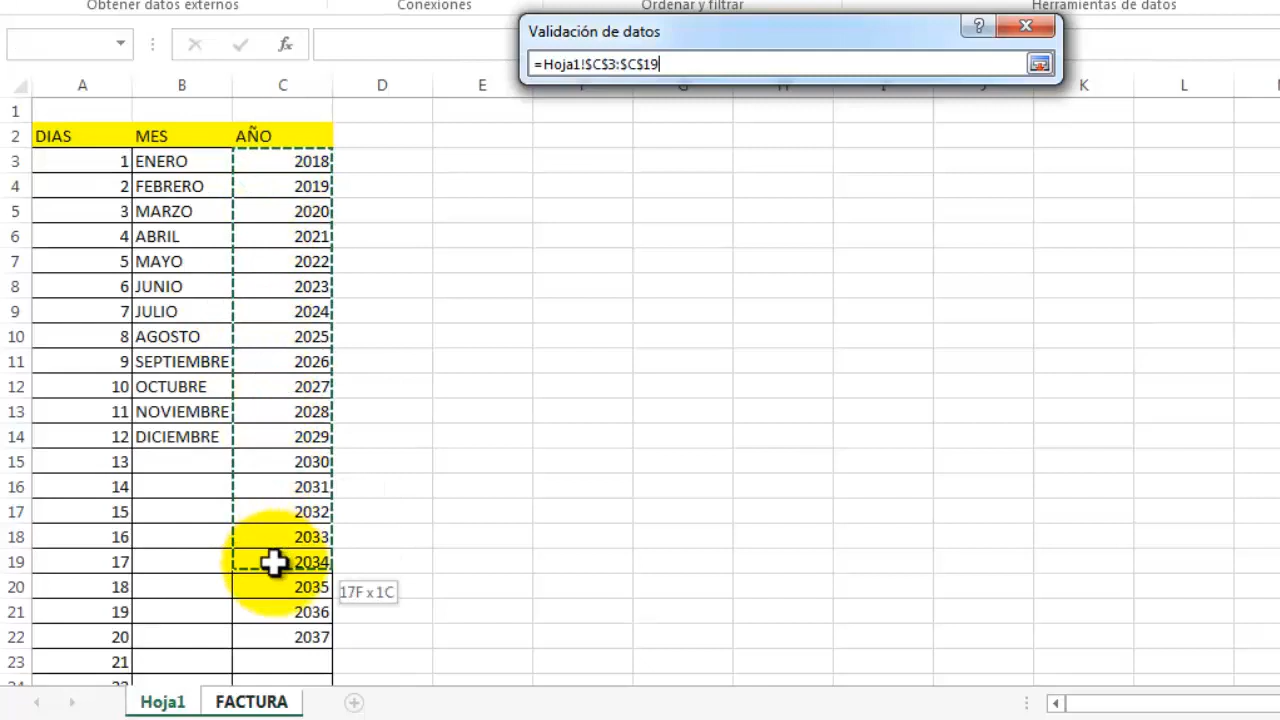 Obtener datos externos Conexiones Ordenar y filtrar Herramientas de datos
Validación de datos ?
=Hoja1!$C$3:$C$19
fx
A B C D E K L
1
2 DIAS MES AÑO
3 1 ENERO 2018
4 2 FEBRERO 2019
5 3 MARZO 2020
6 4 ABRIL 2021
7 5 MAYO 2022
8 6 JUNIO 2023
9 7 JULIO 2024
10 8 AGOSTO 2025
11 9 SEPTIEMBRE 2026
12 10 OCTUBRE 2027
13 11 NOVIEMBRE 2028
14 12 DICIEMBRE 2029
15 13 2030
16 14 2031
17 15 2032
18 16 2033
19 17 2034
20 18 2035
17F x 1C
21 19 2036
22 20 2037
23 21
Hoja1 FACTURA